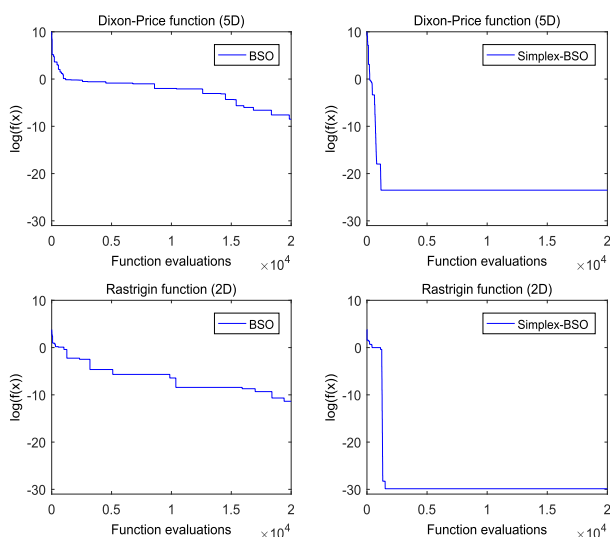 Dixon-Price function (5D)
10
0
-10
-20
-30
log(f(x))
BSO
0
0.5
1
1.5
2
Function evaluations
×10^4
Dixon-Price function (5D)
10
0
-10
-20
-30
log(f(x))
Simplex-BSO
0
0.5
1
1.5
2
Function evaluations
×10^4
Rastrigin function (2D)
10
0
-10
-20
-30
log(f(x))
BSO
0
0.5
1
1.5
2
Function evaluations
×10^4
Rastrigin function (2D)
10
0
-10
-20
-30
log(f(x))
Simplex-BSO
0
0.5
1
1.5
2
Function evaluations
×10^4